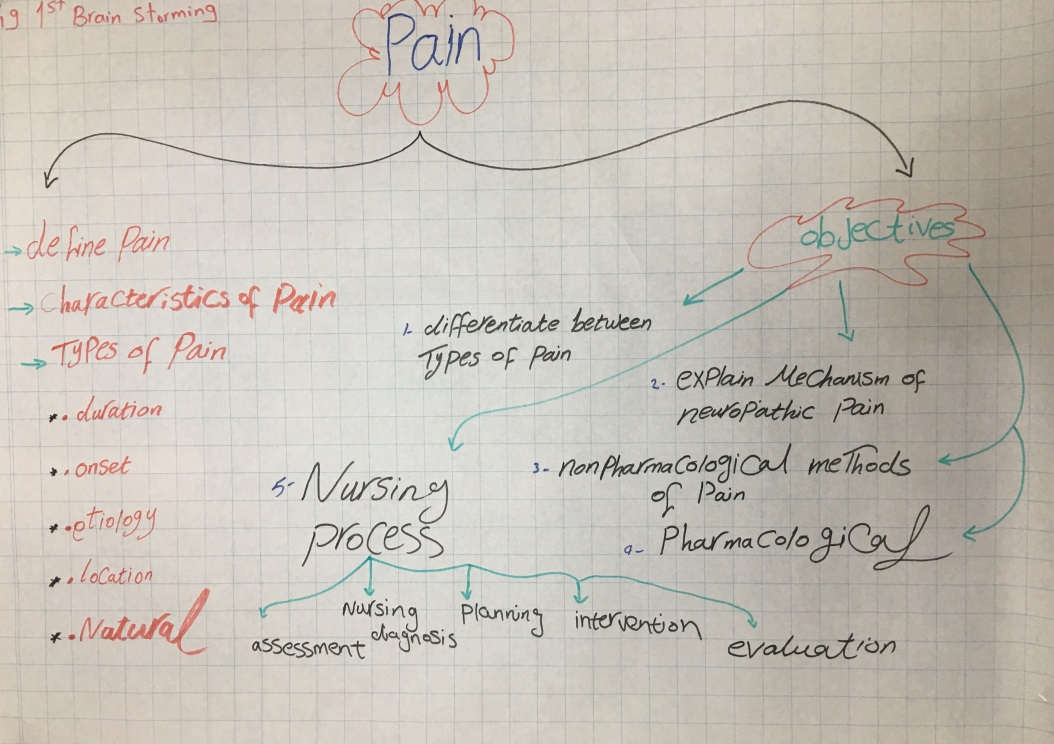 1st Brain Storming
Pain
→ define Pain
→ characteristics of Pain
→ Types of Pain
*. duration
*. onset
*. etiology
*. location
*. Natural
objectives
1- differentiate between
Types of Pain
2- explain Mechanism of
neuropathic Pain
3- nonpharmacological methods
of Pain
4- Pharmacological
5- Nursing
process
assessment
Nursing
diagnosis
Planning
intervention
evaluation